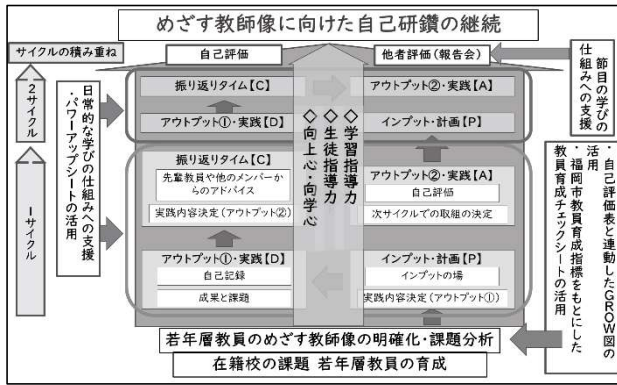 めざす教師像に向けた自己研鑽の継続
サイクルの積み重ね
自己評価
他者評価(報告会)
節目の学びの
仕組みへの支援
2サイクル
1サイクル
日常的な学びの仕組みへの支援
・パワーアップシートの活用
振り返りタイム【C】
アウトプット②・実践【A】
アウトプット①・実践【D】
インプット・計画【P】
◇学習指導力
◇生徒指導力
◇向上心・向学心
振り返りタイム【C】
先輩教員や他のメンバー
からのアドバイス
実践内容決定(アウトプット②)
アウトプット②・実践【A】
自己評価
次サイクルでの取組の決定
アウトプット①・実践【D】
自己記録
成果と課題
インプット・計画【P】
インプットの場
実践内容決定(アウトプット①)
・自己評価表と連動したGROW図の
活用
・福岡市教員育成指標をもとにした
教員育成チェックシートの活用
若年層教員のめざす教師像の明確化・課題分析
在籍校の課題 若年層教員の育成